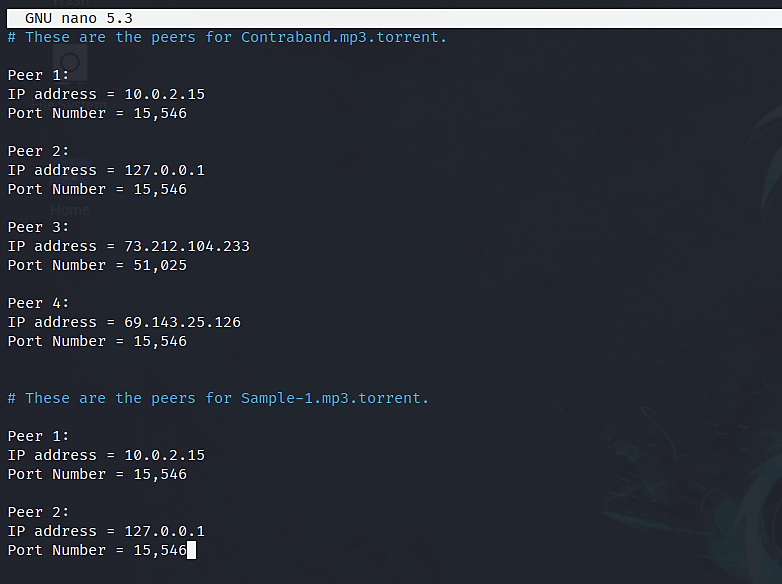 Trash
GNU nano 5.3
# These are the peers for Contraband.mp3.torrent.
Peer 1:
IP address = 10.0.2.15
Port Number = 15,546
Peer 2:
IP address = 127.0.0.1
Port Number = 15,546
Home
Peer 3:
IP address = 73.212.104.233
Port Number = 51,025
Peer 4:
IP address = 69.143.25.126
Port Number = 15,546
# These are the peers for Sample-1.mp3.torrent.
Peer 1:
IP address = 10.0.2.15
Port Number = 15,546
Peer 2:
IP address = 127.0.0.1
Port Number = 15,546